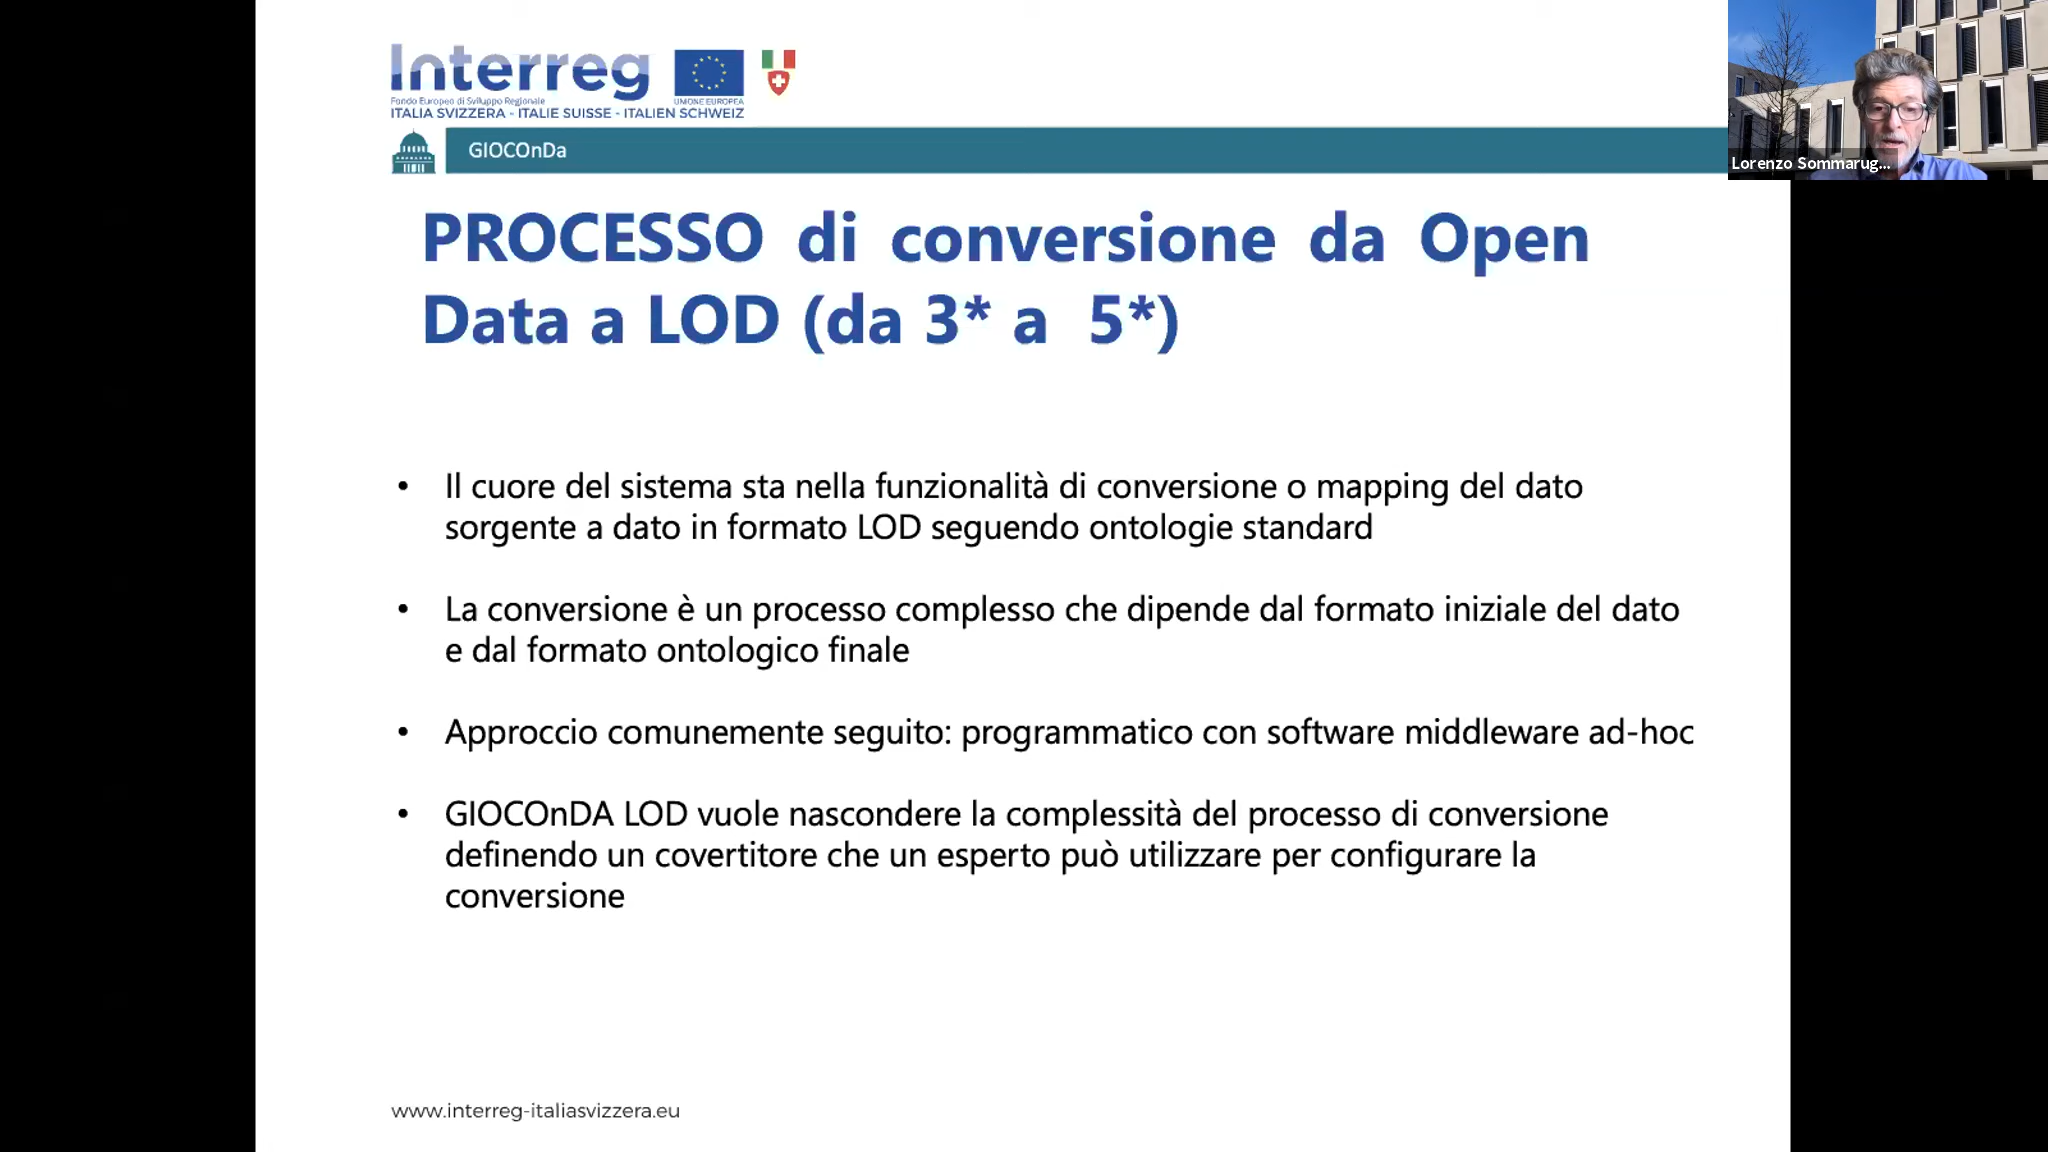 Interreg
Fondo Europeo di Sviluppo Regionale
UNIONE EUROPEA
ITALIA SVIZZERA - ITALIE SUISSE - ITALIEN SCHWEIZ
GIOCOnDa
Lorenzo Sommarug...
PROCESSO di conversione da Open
Data a LOD (da 3* a 5*)
• Il cuore del sistema sta nella funzionalità di conversione o mapping del dato
sorgente a dato in formato LOD seguendo ontologie standard
• La conversione è un processo complesso che dipende dal formato iniziale del dato
e dal formato ontologico finale
• Approccio comunemente seguito: programmatico con software middleware ad-hoc
• GIOCOnDA LOD vuole nascondere la complessità del processo di conversione
definendo un covertitore che un esperto può utilizzare per configurare la
conversione
www.interreg-italiasvizzera.eu